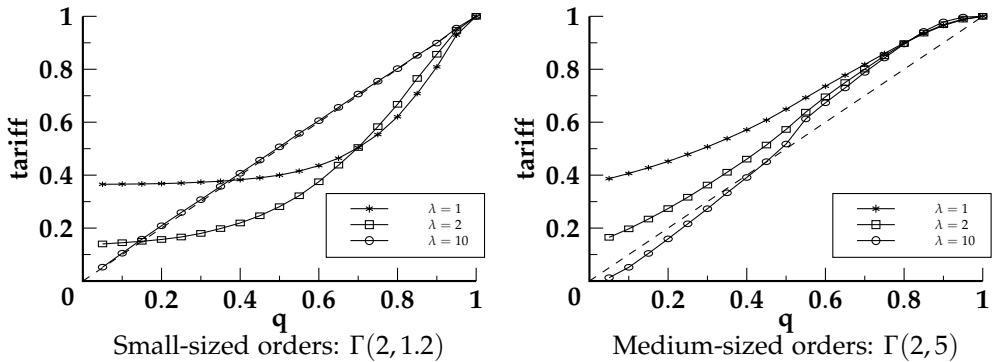 1
0.8
0.6
0.4
0.2
0
0.2
0.4
0.6
0.8
1
tariff
q
λ = 1
λ = 2
λ = 10
Small-sized orders: Γ(2, 1.2)
1
0.8
0.6
0.4
0.2
0
0.2
0.4
0.6
0.8
1
tariff
q
λ = 1
λ = 2
λ = 10
Medium-sized orders: Γ(2, 5)